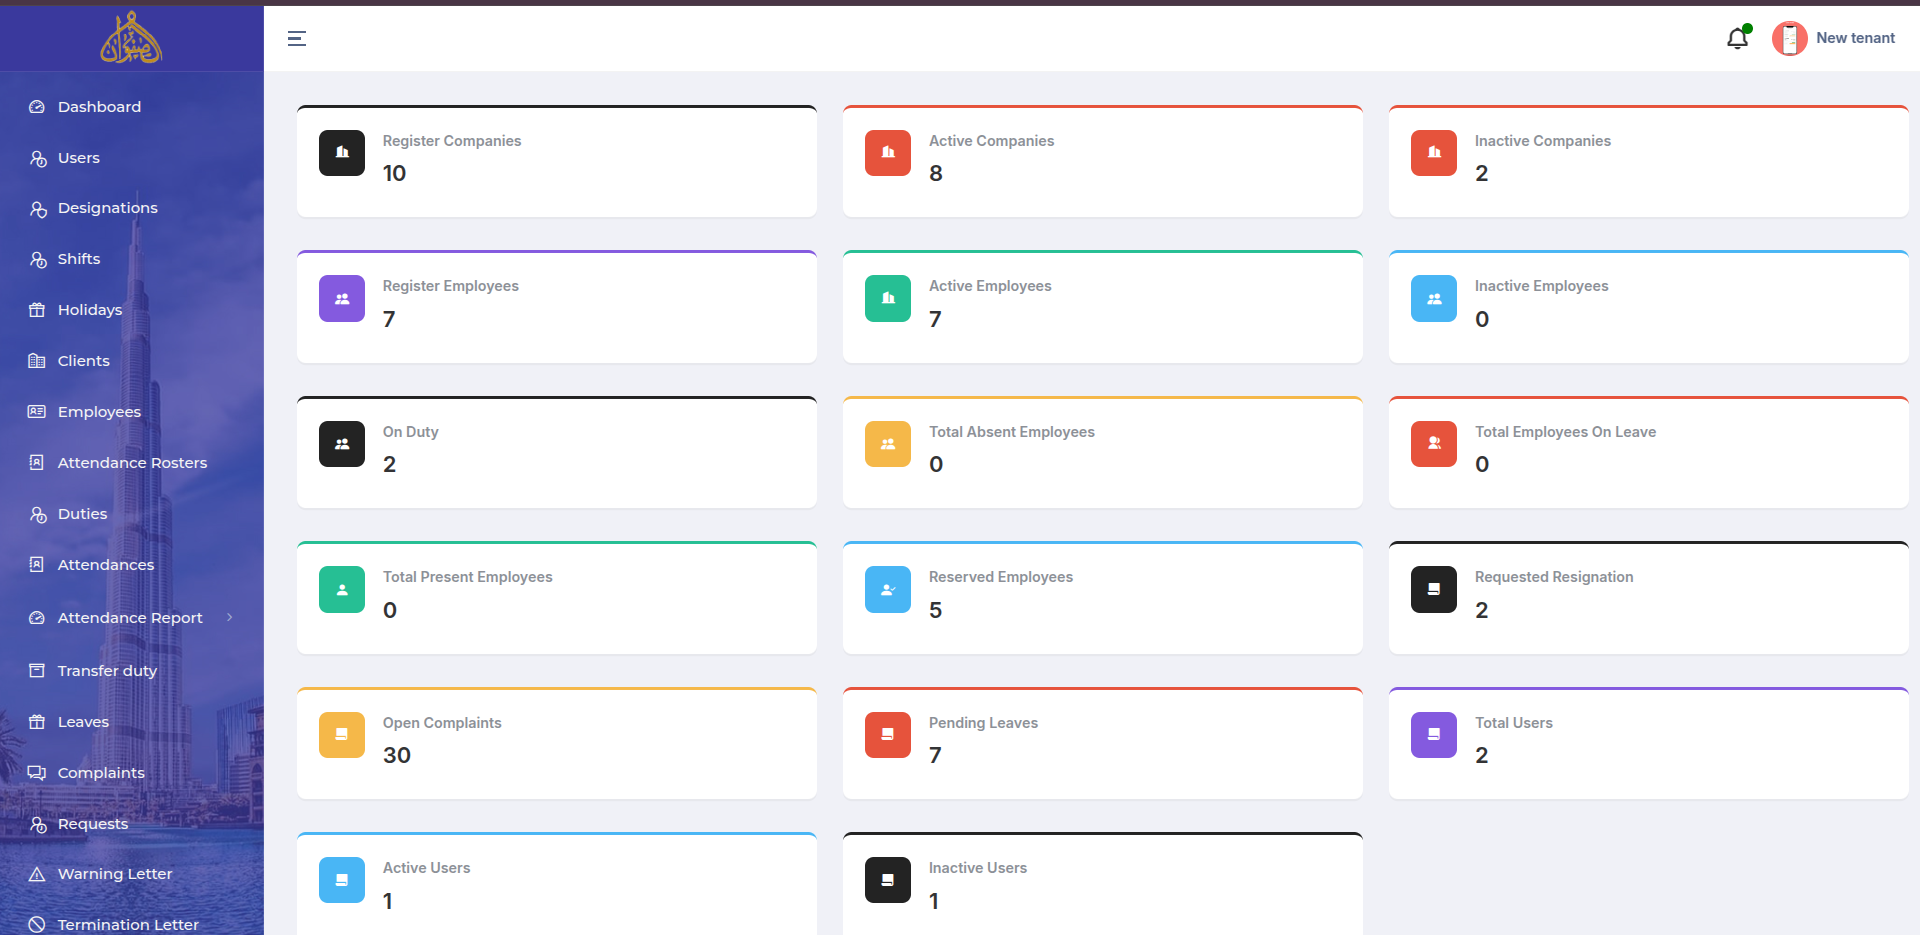 New tenant
Dashboard
Users
Designations
Shifts
Holidays
Clients
Employees
Attendance Rosters
Duties
Attendances
Attendance Report
Transfer duty
Leaves
Complaints
Requests
Warning Letter
Termination Letter
Register Companies
10
Active Companies
8
Inactive Companies
2
Register Employees
7
Active Employees
7
Inactive Employees
0
On Duty
2
Total Absent Employees
0
Total Employees On Leave
0
Total Present Employees
0
Reserved Employees
5
Requested Resignation
2
Open Complaints
30
Pending Leaves
7
Total Users
2
Active Users
1
Inactive Users
1